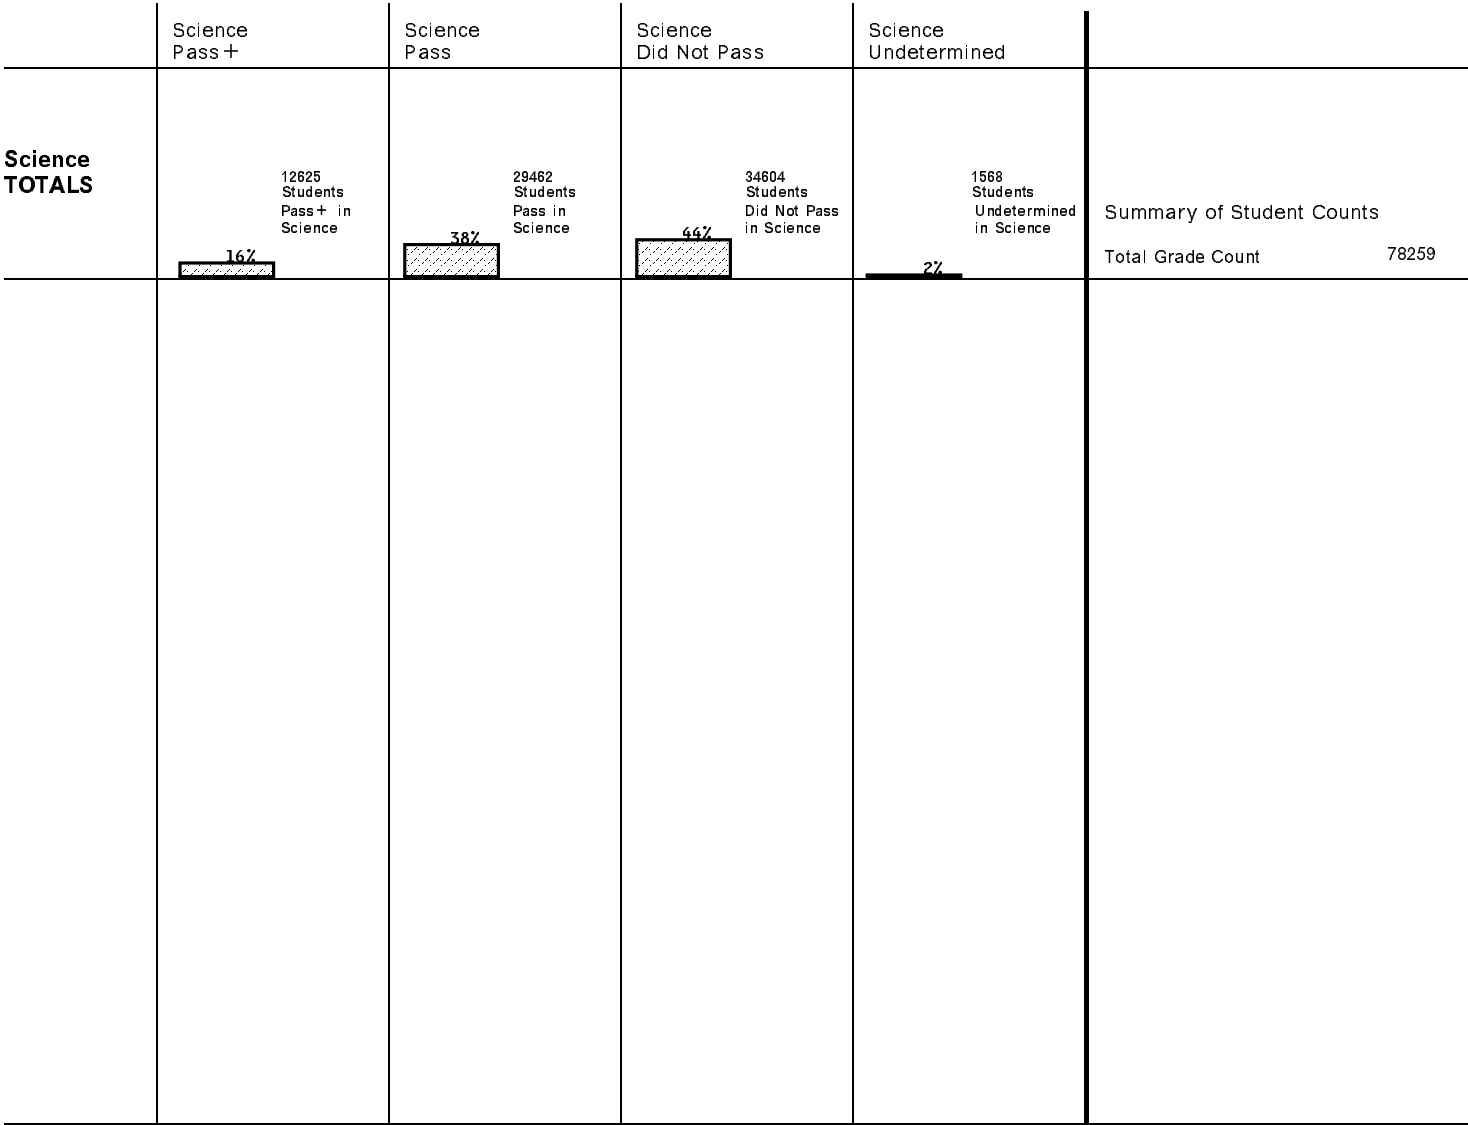 Science
Pass+
Science
Pass
Science
Did Not Pass
Science
Undetermined
Science
TOTALS
12625
Students
Pass+ in
Science
16%
29462
Students
Pass in
Science
38%
34604
Students
Did Not Pass
in Science
44%
1568
Students
Undetermined
in Science
2%
Summary of Student Counts
Total Grade Count 78259